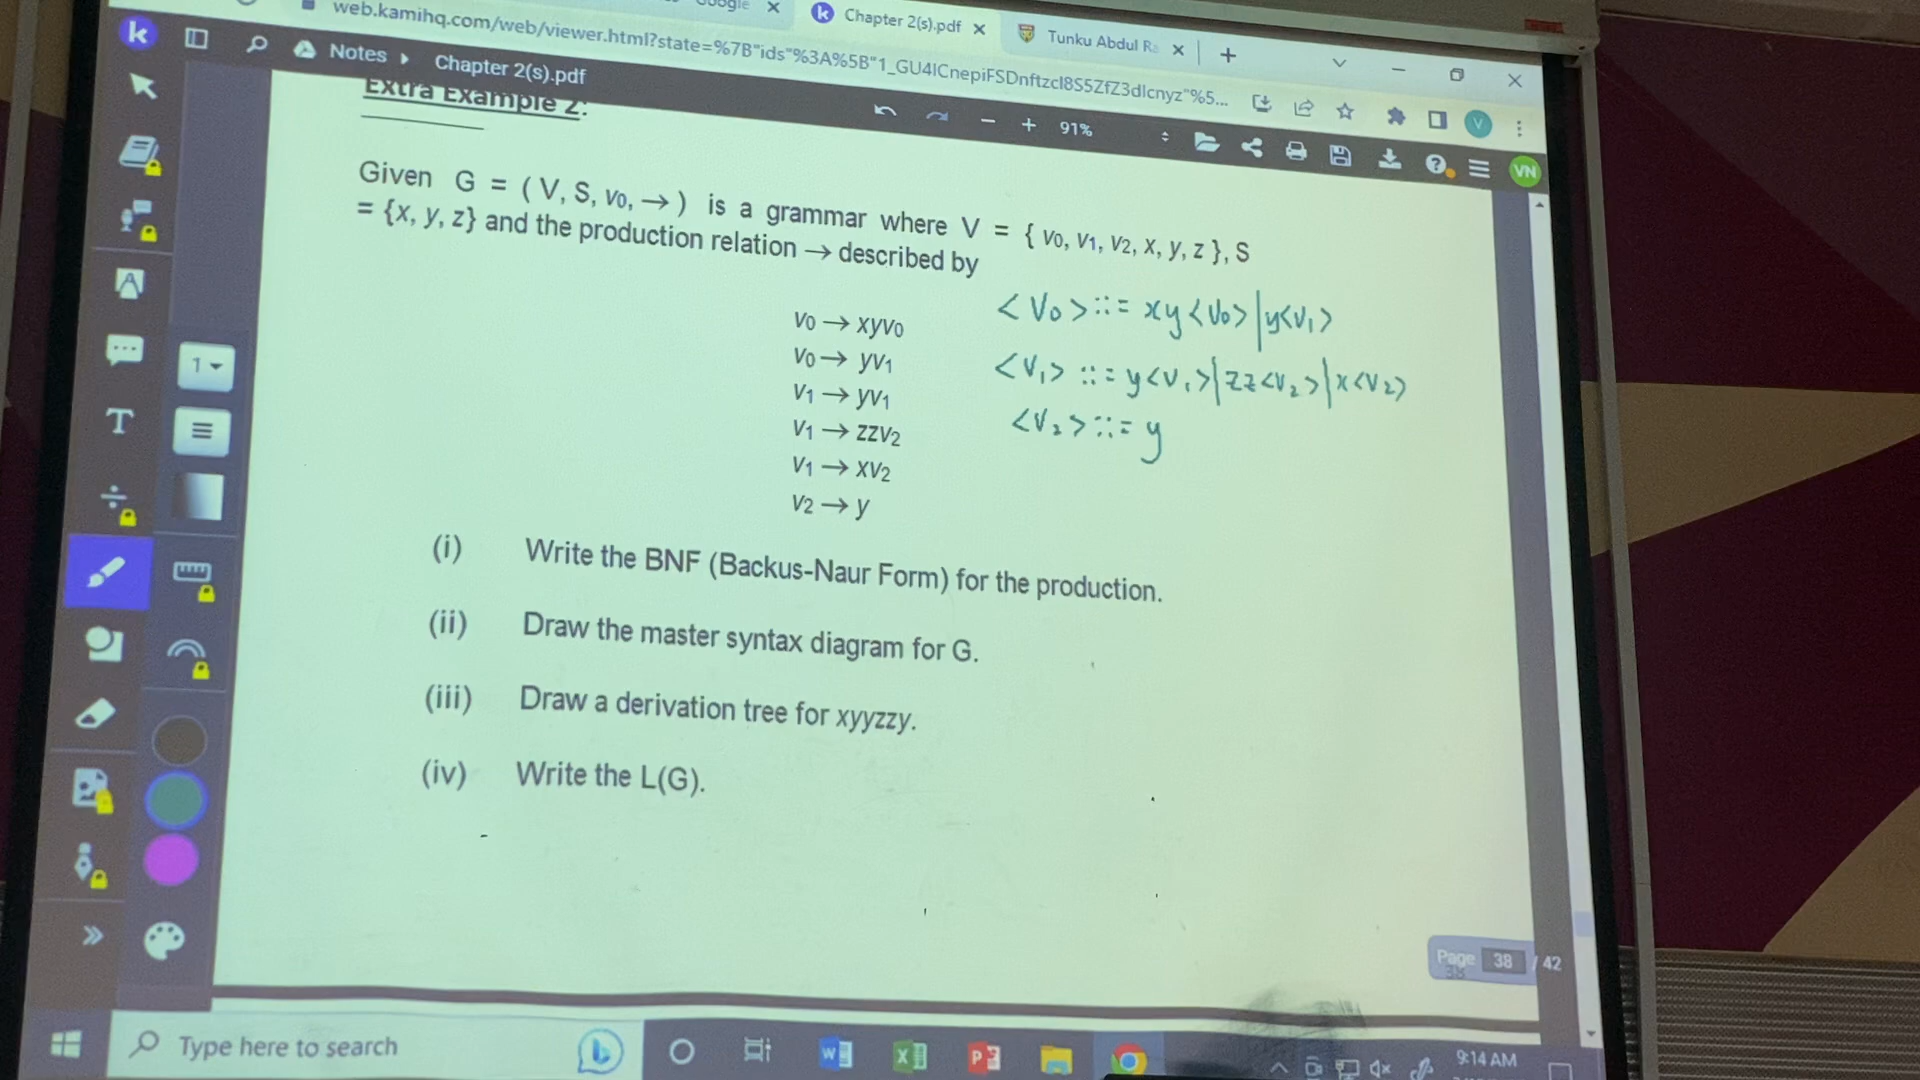 Google
Chapter 2(s).pdf
Tunku Abdul Ra
web.kamihq.com/web/viewer.html?state=%7B"ids"%3A%5B"1_GU4ICnepiFSDnftzcI8S5ZfZ3dIcnyz"%5...
Notes
Chapter 2(s).pdf
91%
V
VN
Extra Example 2:
Given G = ( V, S, v0, → ) is a grammar where V = { v0, v1, v2, x, y, z }, S
= {x, y, z} and the production relation → described by
v0 → xyv0
v0 → yv1
v1 → yv1
v1 → zzv2
v1 → xv2
v2 → y
<v0> ::= xy<v0>|y<v1>
<v1> ::= y<v1>|zz<v2>|x<v2>
<v2> ::= y
1
T
(i) Write the BNF (Backus-Naur Form) for the production.
(ii) Draw the master syntax diagram for G.
(iii) Draw a derivation tree for xyyzzy.
(iv) Write the L(G).
Page 38 / 42
Type here to search
9:14 AM